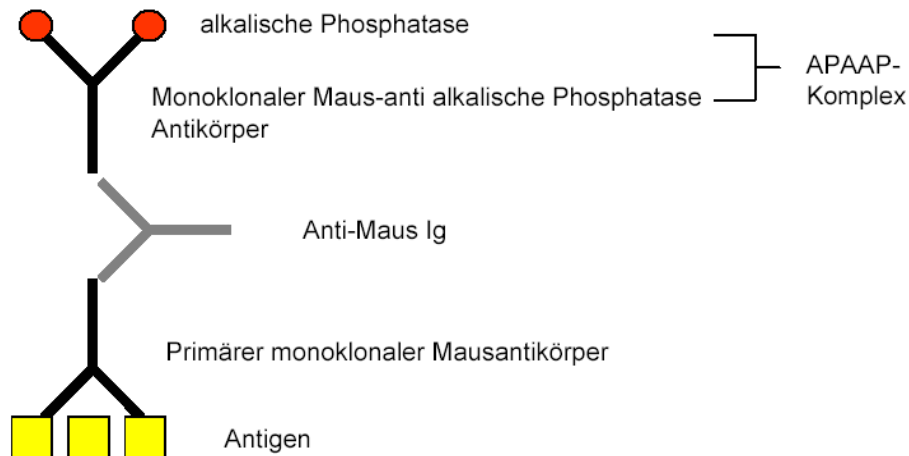 alkalische Phosphatase
APAAP-
Komplex
Monoklonaler Maus-anti alkalische Phosphatase
Antikörper
Anti-Maus Ig
Primärer monoklonaler Mausantikörper
Antigen